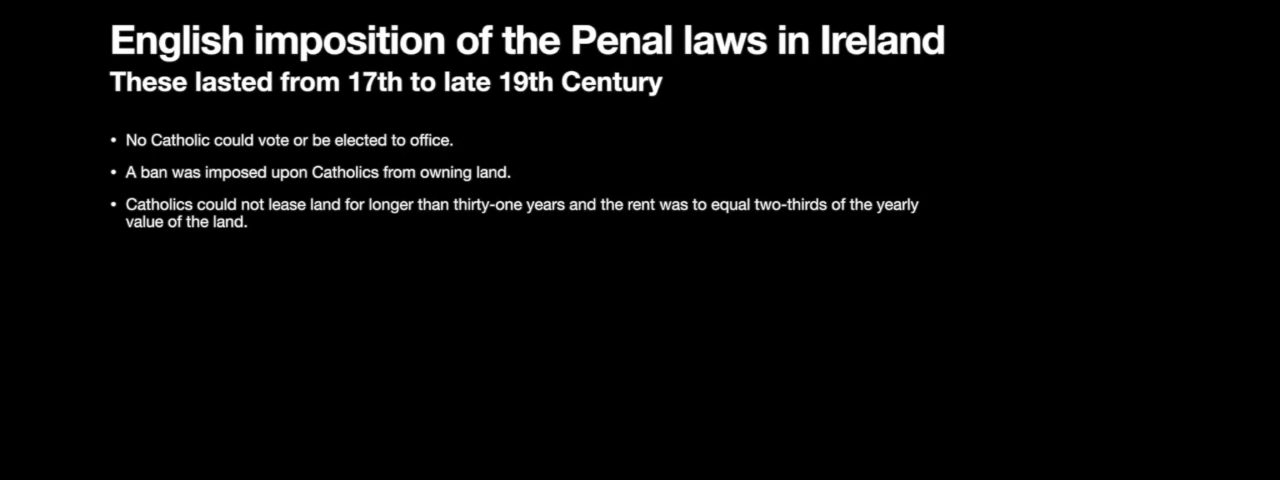 English imposition of the Penal laws in Ireland
These lasted from 17th to late 19th Century
• No Catholic could vote or be elected to office.
• A ban was imposed upon Catholics from owning land.
• Catholics could not lease land for longer than thirty-one years and the rent was to equal two-thirds of the yearly
value of the land.